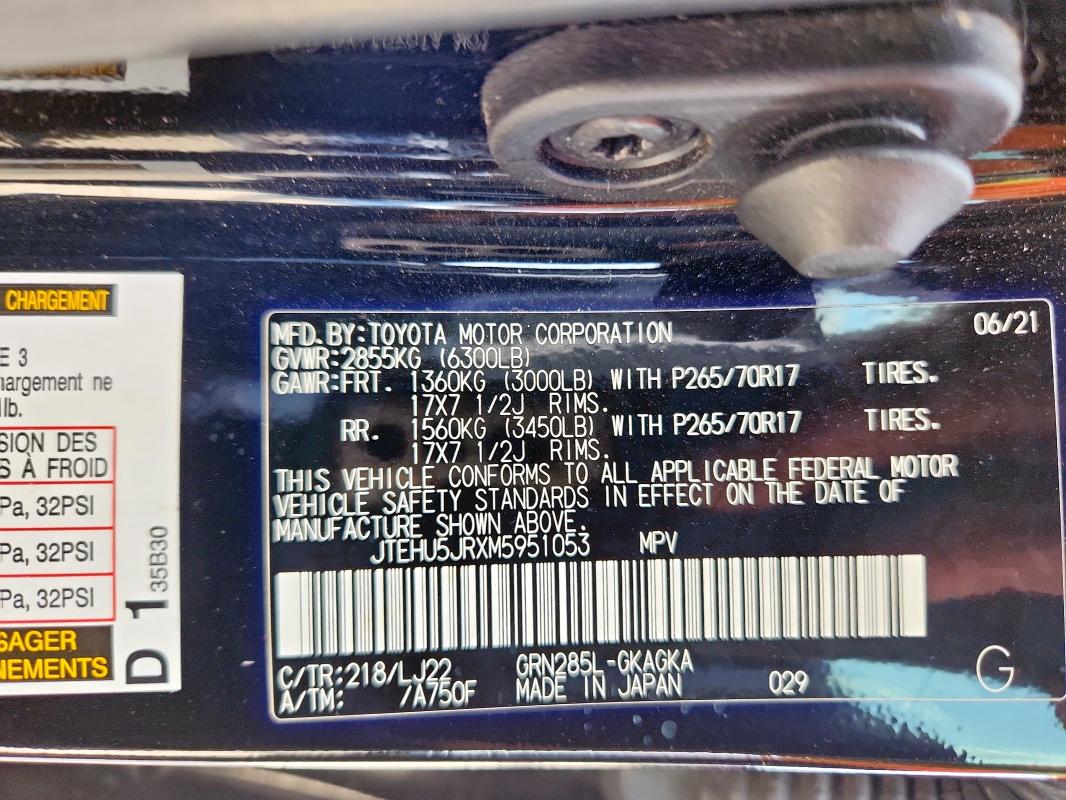 CHARGEMENT
E 3
hargement ne
lb.
SION DES
S À FROID
Pa, 32PSI
Pa, 32PSI
Pa, 32PSI
SAGER
NEMENTS
D 1 35B30
MFD. BY: TOYOTA MOTOR CORPORATION 06/21
GVWR:2855KG (6300LB)
GAWR:FRT. 1360KG (3000LB) WITH P265/70R17 TIRES.
17X7 1/2J RIMS.
RR. 1560KG (3450LB) WITH P265/70R17 TIRES.
17X7 1/2J RIMS.
THIS VEHICLE CONFORMS TO ALL APPLICABLE FEDERAL MOTOR
VEHICLE SAFETY STANDARDS IN EFFECT ON THE DATE OF
MANUFACTURE SHOWN ABOVE.
JTEHU5JRXM5951053 MPV
C/TR:218/LJ22 GRN285L-GKAGKA
A/TM: /A750F MADE IN JAPAN 029 G